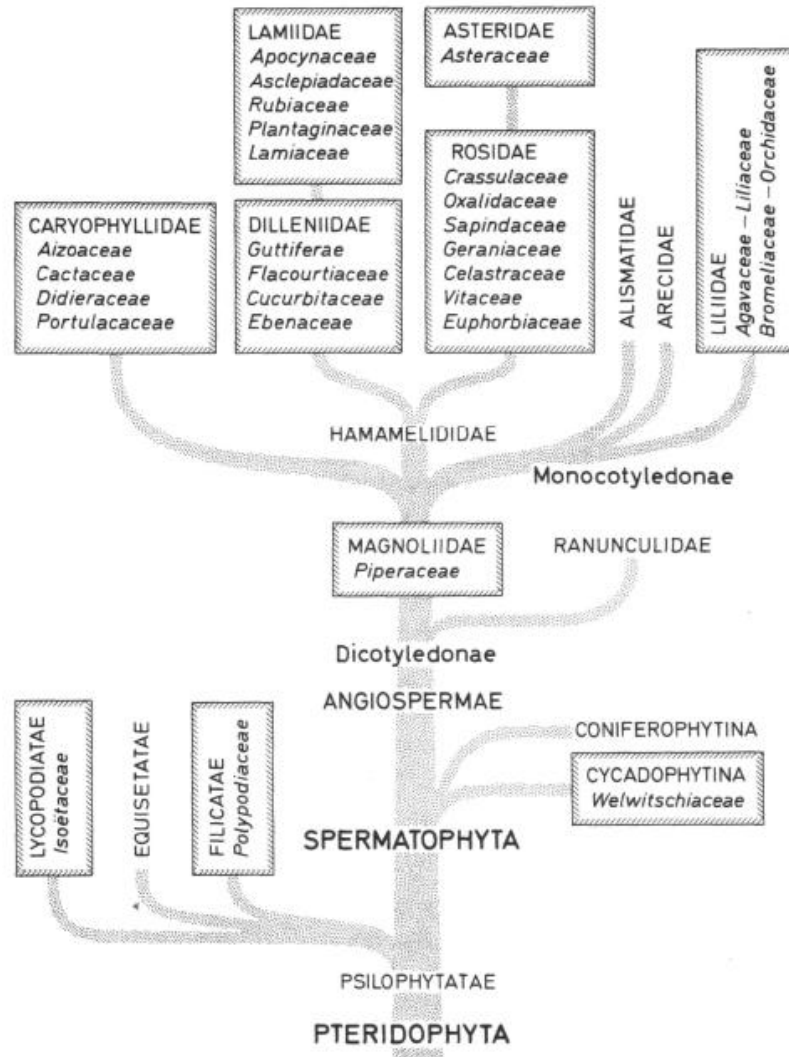 LAMIIDAE
Apocynaceae
Asclepiadaceae
Rubiaceae
Plantaginaceae
Lamiaceae
ASTERIDAE
Asteraceae
CARYOPHYLLIDAE
Aizoaceae
Cactaceae
Didieraceae
Portulacaceae
DILLENIIDAE
Guttiferae
Flacourtiaceae
Cucurbitaceae
Ebenaceae
ROSIDAE
Crassulaceae
Oxalidaceae
Sapindaceae
Geraniaceae
Celastraceae
Vitaceae
Euphorbiaceae
ALISMATIDAE
ARECIDAE
LILIIDAE
Agavaceae – Liliaceae
Bromeliaceae – Orchidaceae
HAMAMELIDIDAE
Monocotyledonae
MAGNOLIIDAE
Piperaceae
RANUNCULIDAE
Dicotyledonae
ANGIOSPERMAE
LYCOPODIATAE
Isoëtaceae
EQUISETATAE
FILICATAE
Polypodiaceae
CONIFEROPHYTINA
CYCADOPHYTINA
Welwitschiaceae
SPERMATOPHYTA
PSILOPHYTATAE
PTERIDOPHYTA